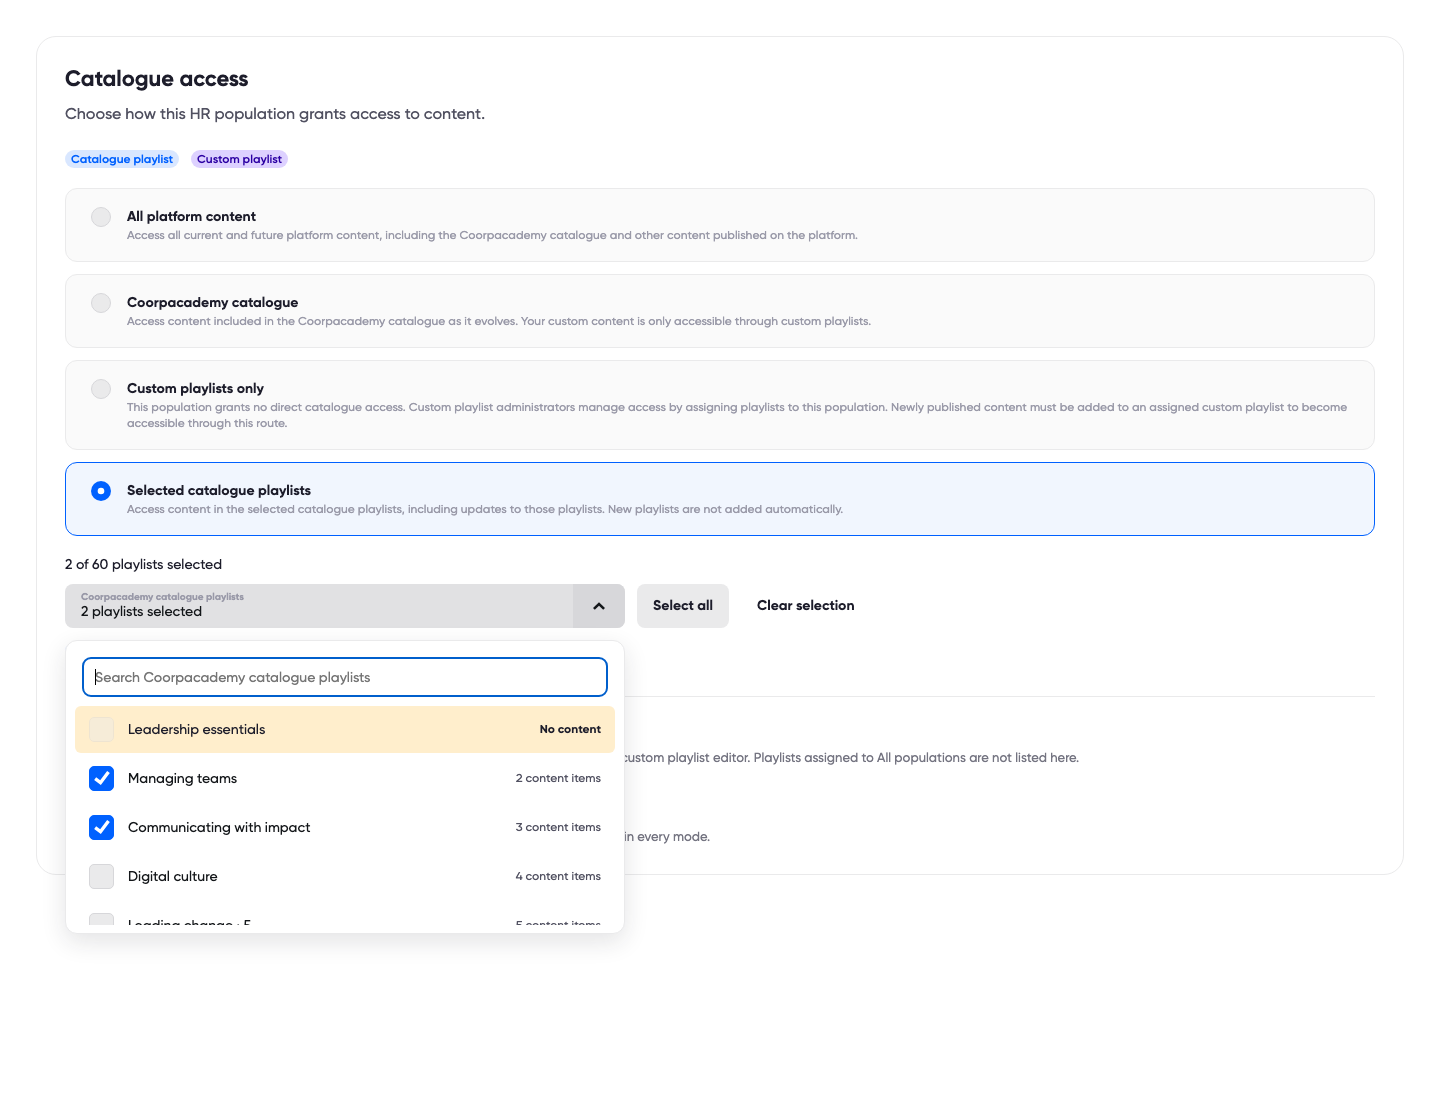 Catalogue access
Choose how this HR population grants access to content.
Catalogue playlist Custom playlist
All platform content
Access all current and future platform content, including the Coorpacademy catalogue and other content published on the platform.
Coorpacademy catalogue
Access content included in the Coorpacademy catalogue as it evolves. Your custom content is only accessible through custom playlists.
Custom playlists only
This population grants no direct catalogue access. Custom playlist administrators manage access by assigning playlists to this population. Newly published content must be added to an assigned custom playlist to become
accessible through this route.
Selected catalogue playlists
Access content in the selected catalogue playlists, including updates to those playlists. New playlists are not added automatically.
2 of 60 playlists selected
Coorpacademy catalogue playlists
2 playlists selected
Select all
Clear selection
Search Coorpacademy catalogue playlists
Leadership essentials No content
custom playlist editor. Playlists assigned to All populations are not listed here.
Managing teams 2 content items
Communicating with impact 3 content items
in every mode.
Digital culture 4 content items
Leading change · 5 5 content items